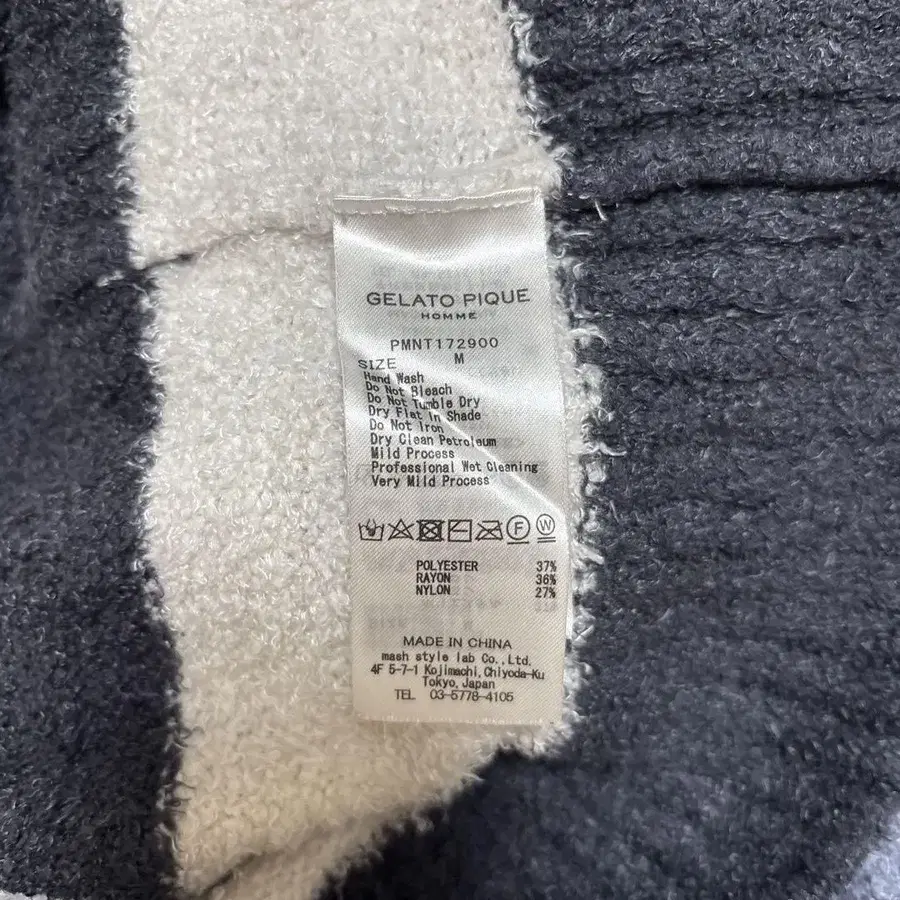 GELATO PIQUE
HOMME
PMNT172900
SIZE M
Hand Wash
Do Not Bleach
Do Not Tumble Dry
Dry Flat in Shade
Do Not Iron
Dry Clean Petroleum
Mild Process
Professional Wet Cleaning
Very Mild Process
F W
POLYESTER 37%
RAYON 36%
NYLON 27%
MADE IN CHINA
mash style lab Co.,Ltd.
4F 5-7-1 Kojimachi,Chiyoda-Ku
Tokyo,Japan
TEL 03-5778-4105